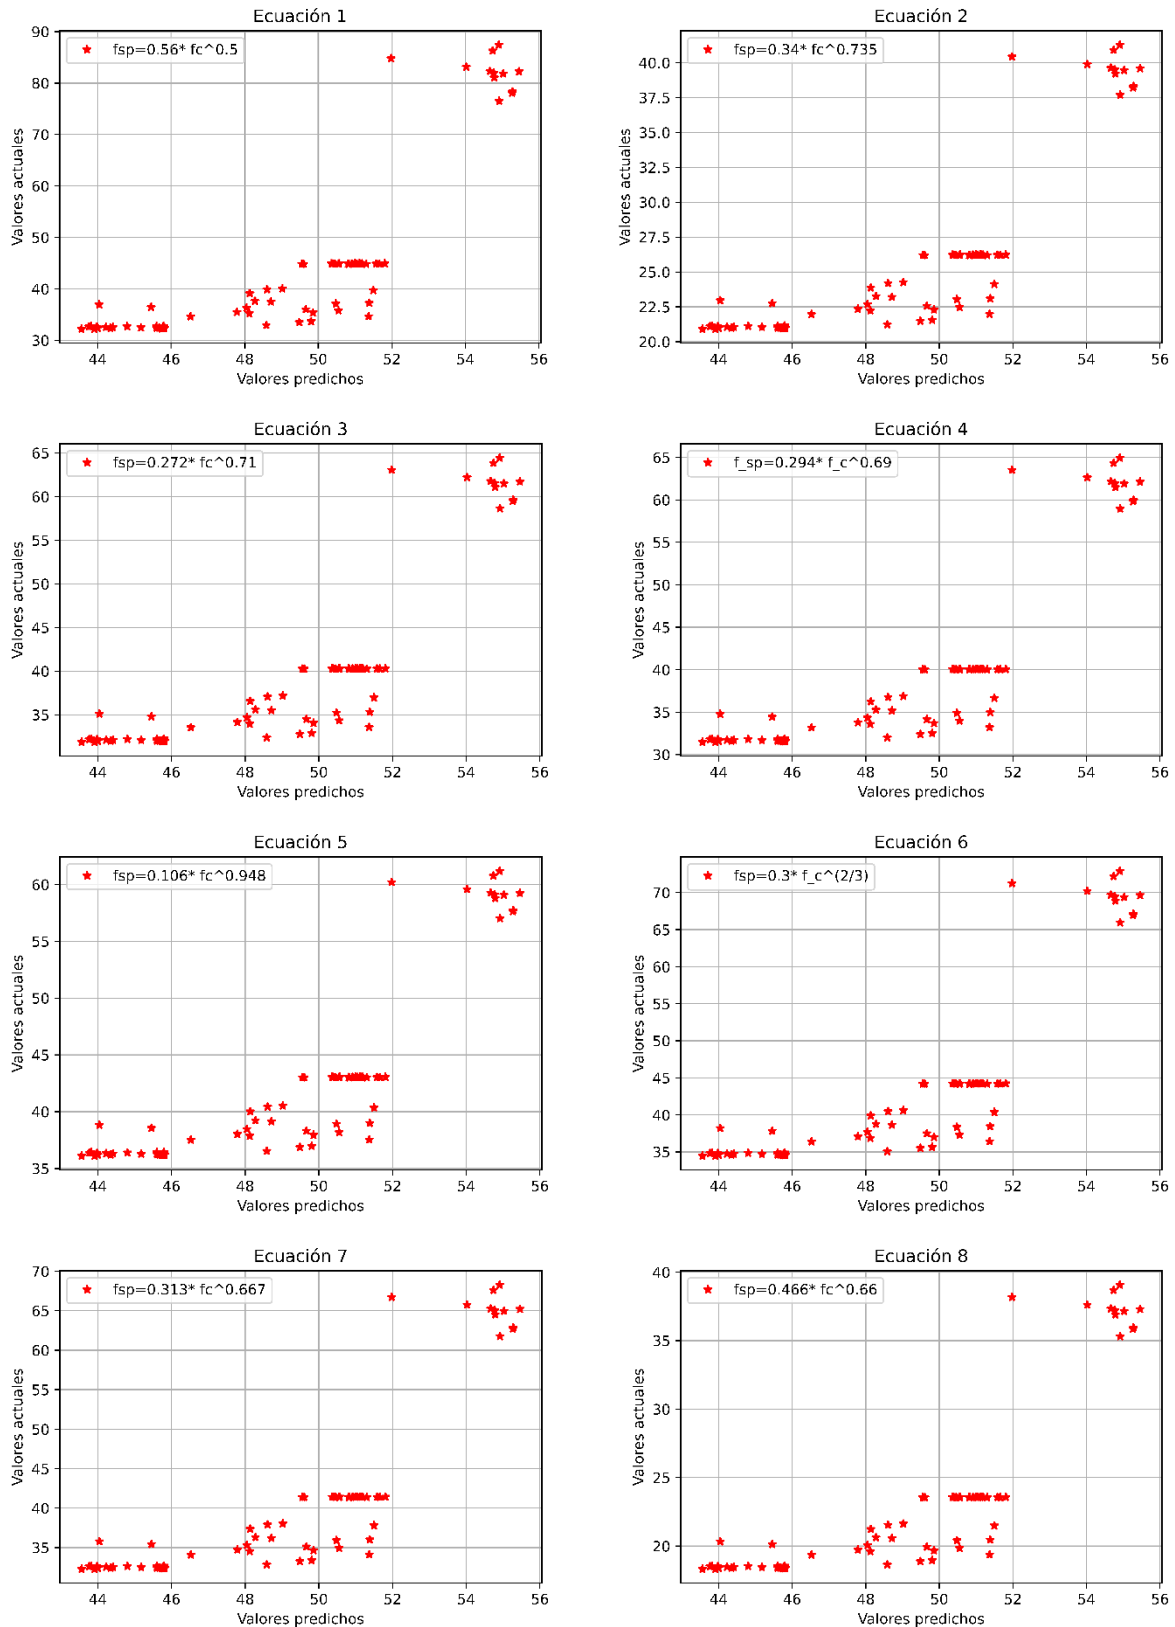 Ecuación 1
fsp=0.56* fc^0.5
Valores actuales
90
80
70
60
50
40
30
44 46 48 50 52 54 56
Valores predichos
Ecuación 2
fsp=0.34* fc^0.735
Valores actuales
40.0
37.5
35.0
32.5
30.0
27.5
25.0
22.5
20.0
44 46 48 50 52 54 56
Valores predichos
Ecuación 3
fsp=0.272* fc^0.71
Valores actuales
65
60
55
50
45
40
35
44 46 48 50 52 54 56
Valores predichos
Ecuación 4
f_sp=0.294* f_c^0.69
Valores actuales
65
60
55
50
45
40
35
30
44 46 48 50 52 54 56
Valores predichos
Ecuación 5
fsp=0.106* fc^0.948
Valores actuales
60
55
50
45
40
35
44 46 48 50 52 54 56
Valores predichos
Ecuación 6
fsp=0.3* f_c^(2/3)
Valores actuales
70
65
60
55
50
45
40
35
44 46 48 50 52 54 56
Valores predichos
Ecuación 7
fsp=0.313* fc^0.667
Valores actuales
70
65
60
55
50
45
40
35
44 46 48 50 52 54 56
Valores predichos
Ecuación 8
fsp=0.466* fc^0.66
Valores actuales
40
35
30
25
20
44 46 48 50 52 54 56
Valores predichos